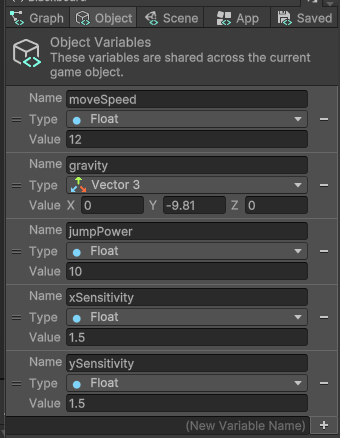 Graph Object Scene App Saved
Object Variables
These variables are shared across the current
game object.
Name moveSpeed
Type Float
Value 12
Name gravity
Type Vector 3
Value X 0 Y -9.81 Z 0
Name jumpPower
Type Float
Value 10
Name xSensitivity
Type Float
Value 1.5
Name ySensitivity
Type Float
Value 1.5
(New Variable Name) +